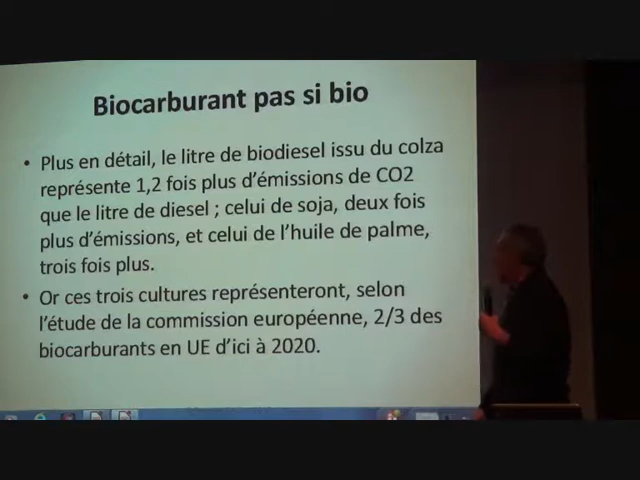 Biocarburant pas si bio
• Plus en détail, le litre de biodiesel issu du colza
représente 1,2 fois plus d'émissions de CO2
que le litre de diesel ; celui de soja, deux fois
plus d'émissions, et celui de l'huile de palme,
trois fois plus.
• Or ces trois cultures représenteront, selon
l'étude de la commission européenne, 2/3 des
biocarburants en UE d'ici à 2020.